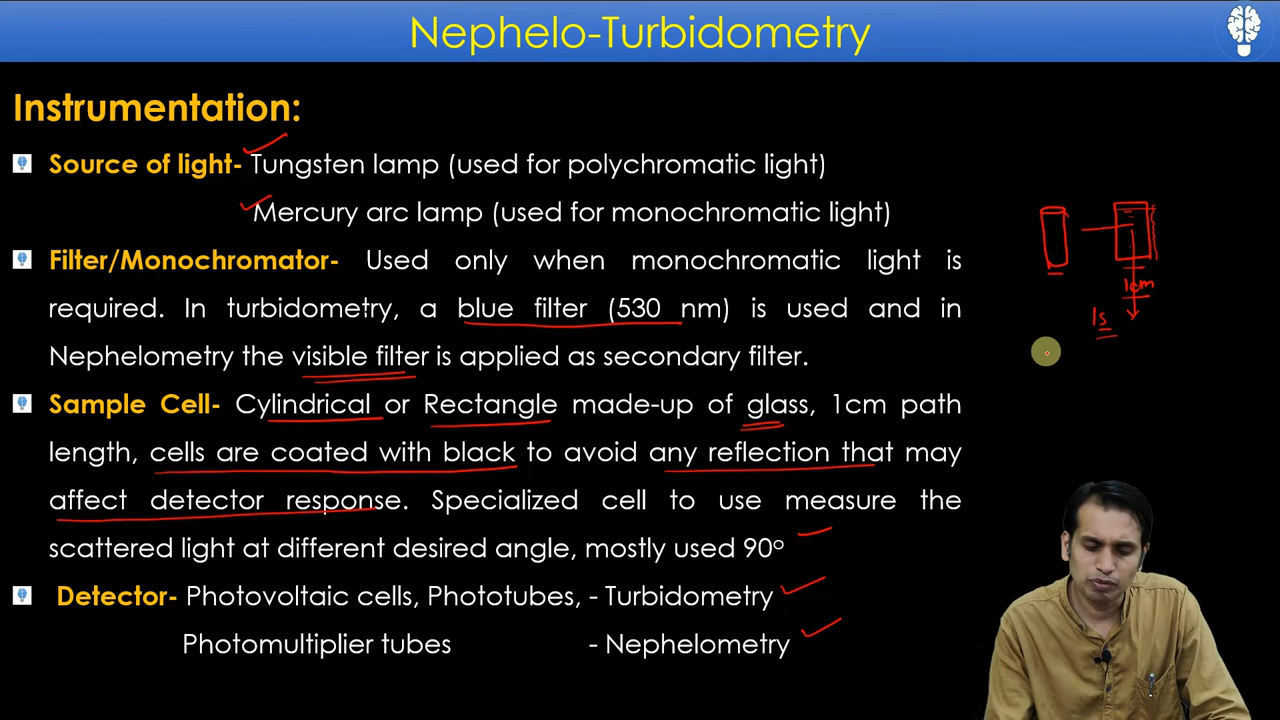 Nephelo-Turbidometry
Instrumentation:
Source of light- Tungsten lamp (used for polychromatic light)
Mercury arc lamp (used for monochromatic light)
Filter/Monochromator- Used only when monochromatic light is
required. In turbidometry, a blue filter (530 nm) is used and in
Nephelometry the visible filter is applied as secondary filter.
Sample Cell- Cylindrical or Rectangle made-up of glass, 1cm path
length, cells are coated with black to avoid any reflection that may
affect detector response. Specialized cell to use measure the
scattered light at different desired angle, mostly used 90°
Detector- Photovoltaic cells, Phototubes, - Turbidometry
Photomultiplier tubes - Nephelometry
1cm
Is